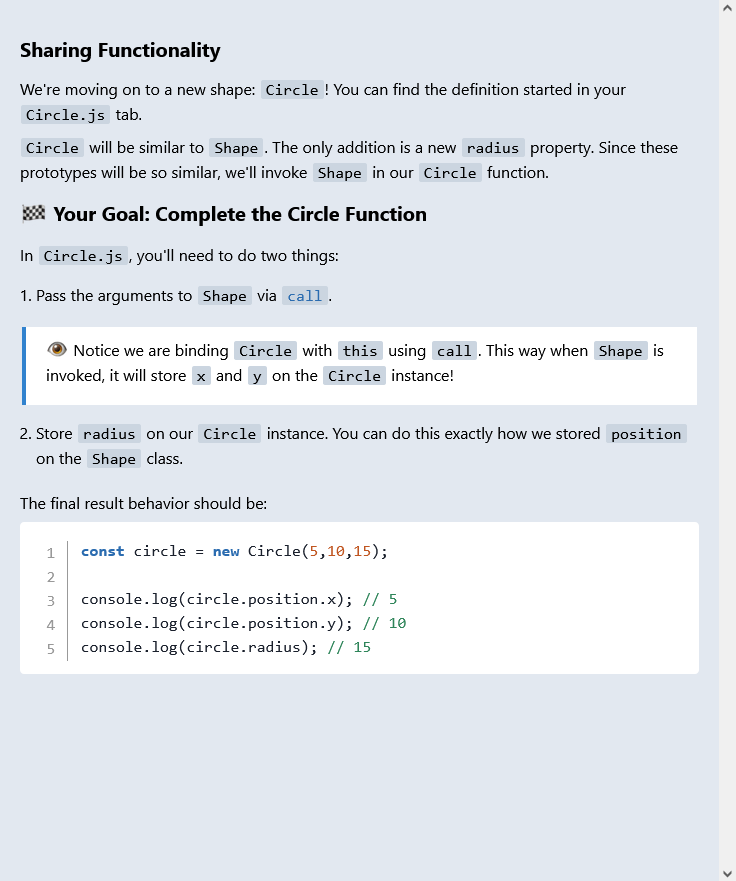 Sharing Functionality
We're moving on to a new shape: Circle! You can find the definition started in your
Circle.js tab.
Circle will be similar to Shape. The only addition is a new radius property. Since these
prototypes will be so similar, we'll invoke Shape in our Circle function.
🏁 Your Goal: Complete the Circle Function
In Circle.js, you'll need to do two things:
1. Pass the arguments to Shape via call.
👁️ Notice we are binding Circle with this using call. This way when Shape is
invoked, it will store x and y on the Circle instance!
2. Store radius on our Circle instance. You can do this exactly how we stored position
on the Shape class.
The final result behavior should be:
1 const circle = new Circle(5,10,15);
2
3 console.log(circle.position.x); // 5
4 console.log(circle.position.y); // 10
5 console.log(circle.radius); // 15